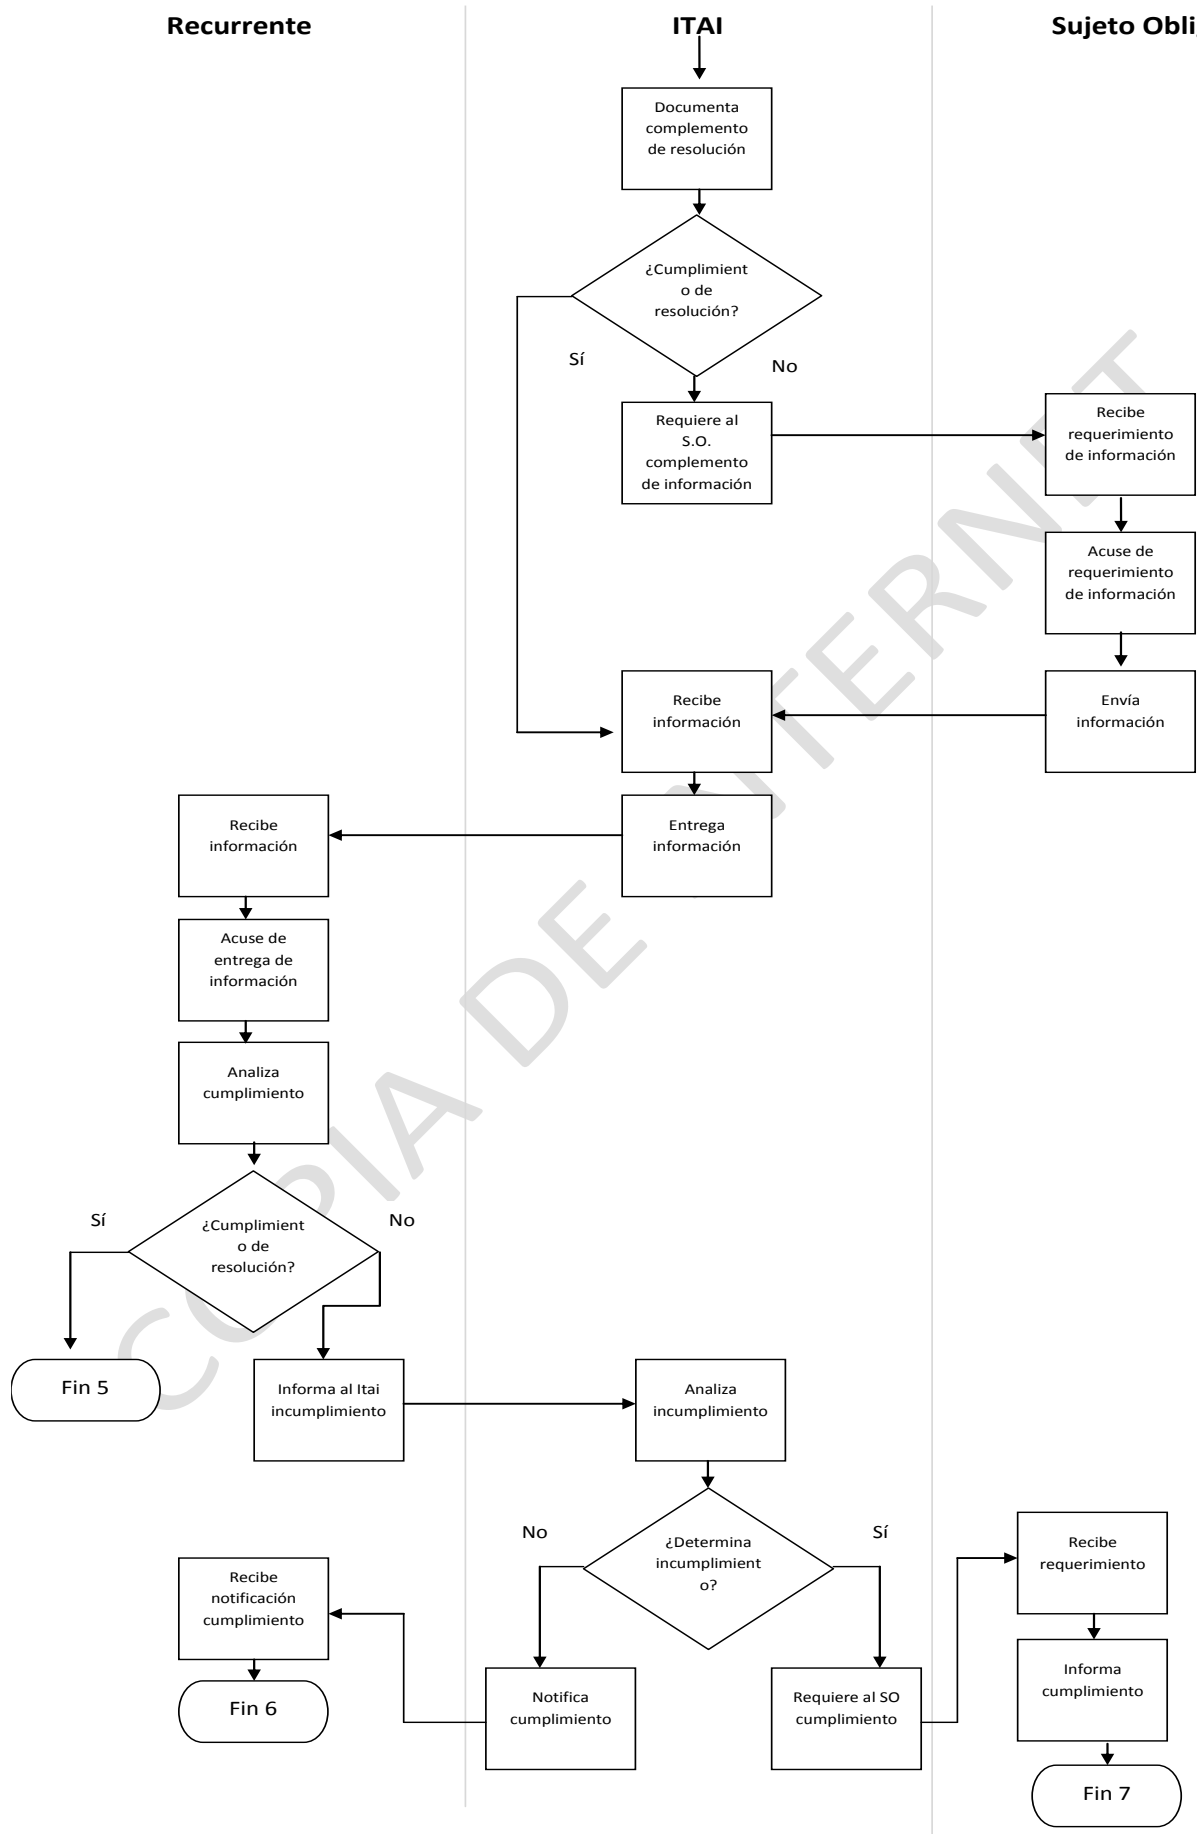 Recurrente
ITAI
Sujeto Obli
Documenta
complemento
de resolución
¿Cumplimient
o de
resolución?
Sí
No
Requiere al
S.O.
complemento
de información
Recibe
requerimiento
de información
Acuse de
requerimiento
de información
Recibe
información
Envía
información
Recibe
información
Entrega
información
Acuse de
entrega de
información
Analiza
cumplimiento
Sí
No
¿Cumplimient
o de
resolución?
Fin 5
Informa al Itai
incumplimiento
Analiza
incumplimiento
No
Sí
¿Determina
incumplimient
o?
Recibe
requerimiento
Recibe
notificación
cumplimiento
Fin 6
Notifica
cumplimiento
Requiere al SO
cumplimiento
Informa
cumplimiento
Fin 7
COPIA DE INTERNET